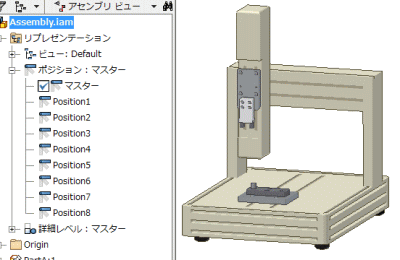 アセンブリ ビュー
Assembly.iam
リプレゼンテーション
ビュー: Default
ポジション：マスター
マスター
Position1
Position2
Position3
Position4
Position5
Position6
Position7
Position8
詳細レベル：マスター
Origin
PartA:1